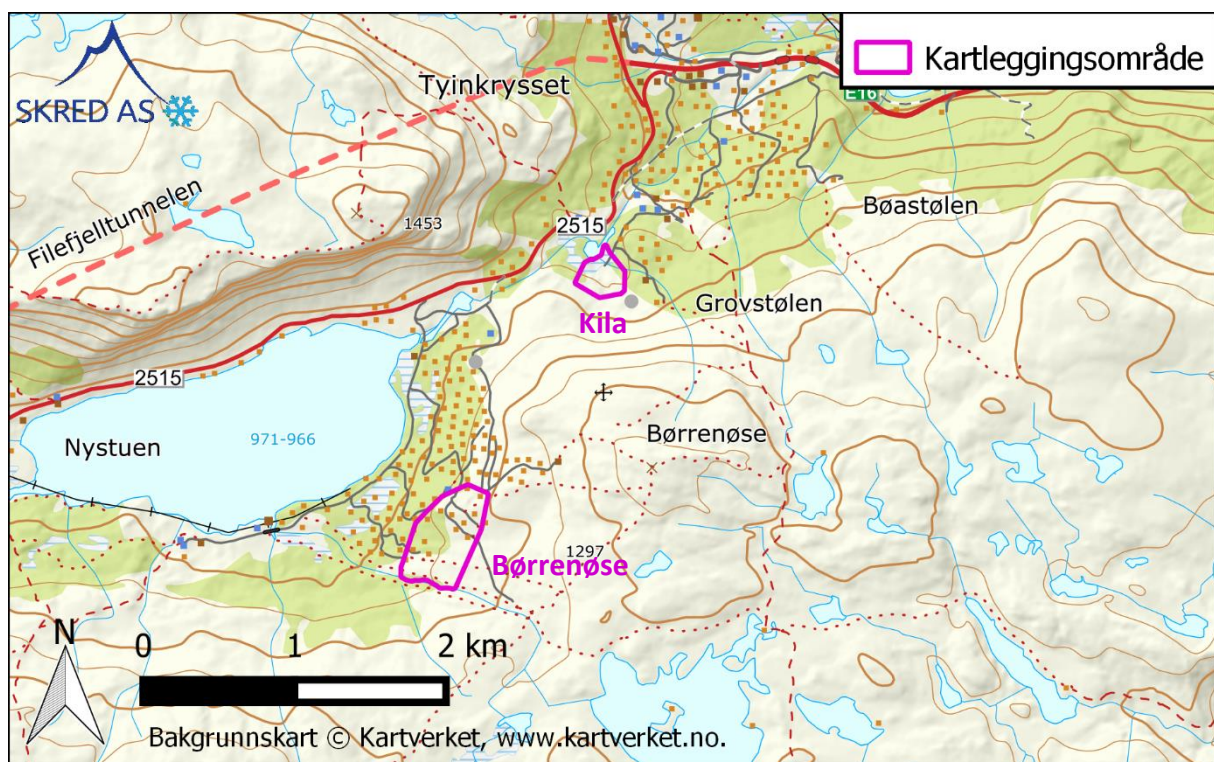 SKRED AS
Kartleggingsområde
Tyinkrysset
E16
Filefjelltunnelen
1453
2515
Bøastølen
Grovstølen
Kila
2515
Nystuen
971-966
Børrenøse
Børrenøse
1297
N
0 1 2 km
Bakgrunnskart © Kartverket, www.kartverket.no.